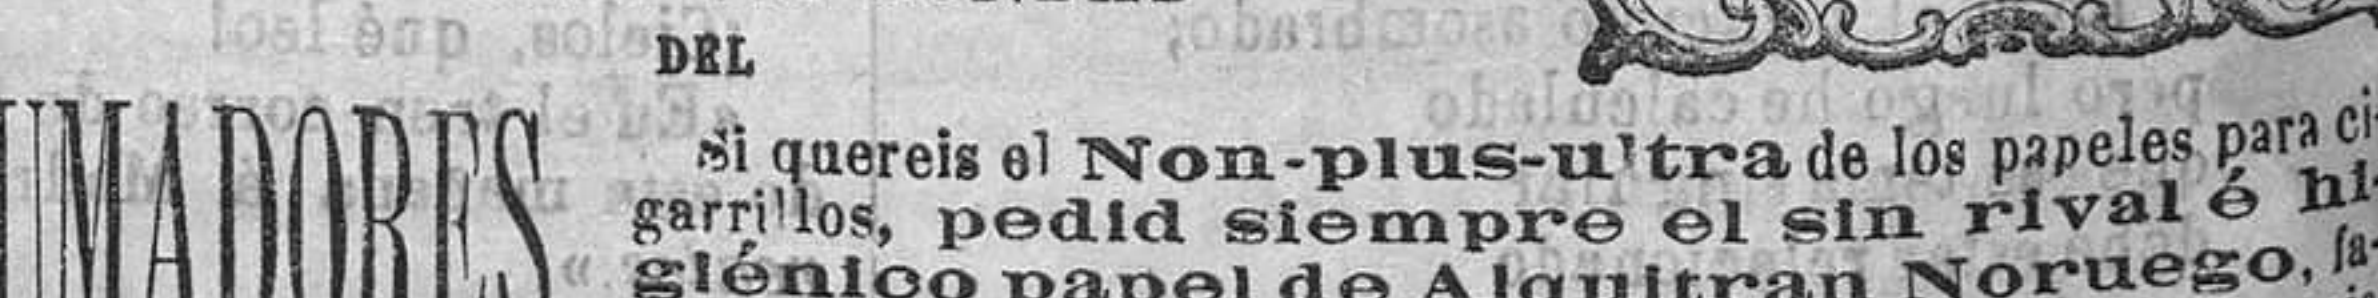 DEL
UMADORES
Si quereis el Non-plus-ultra de los papeles para ci
garrillos, pedid siempre el sin rival é hi-
giénico papel de Alquitran Noruego, fa-